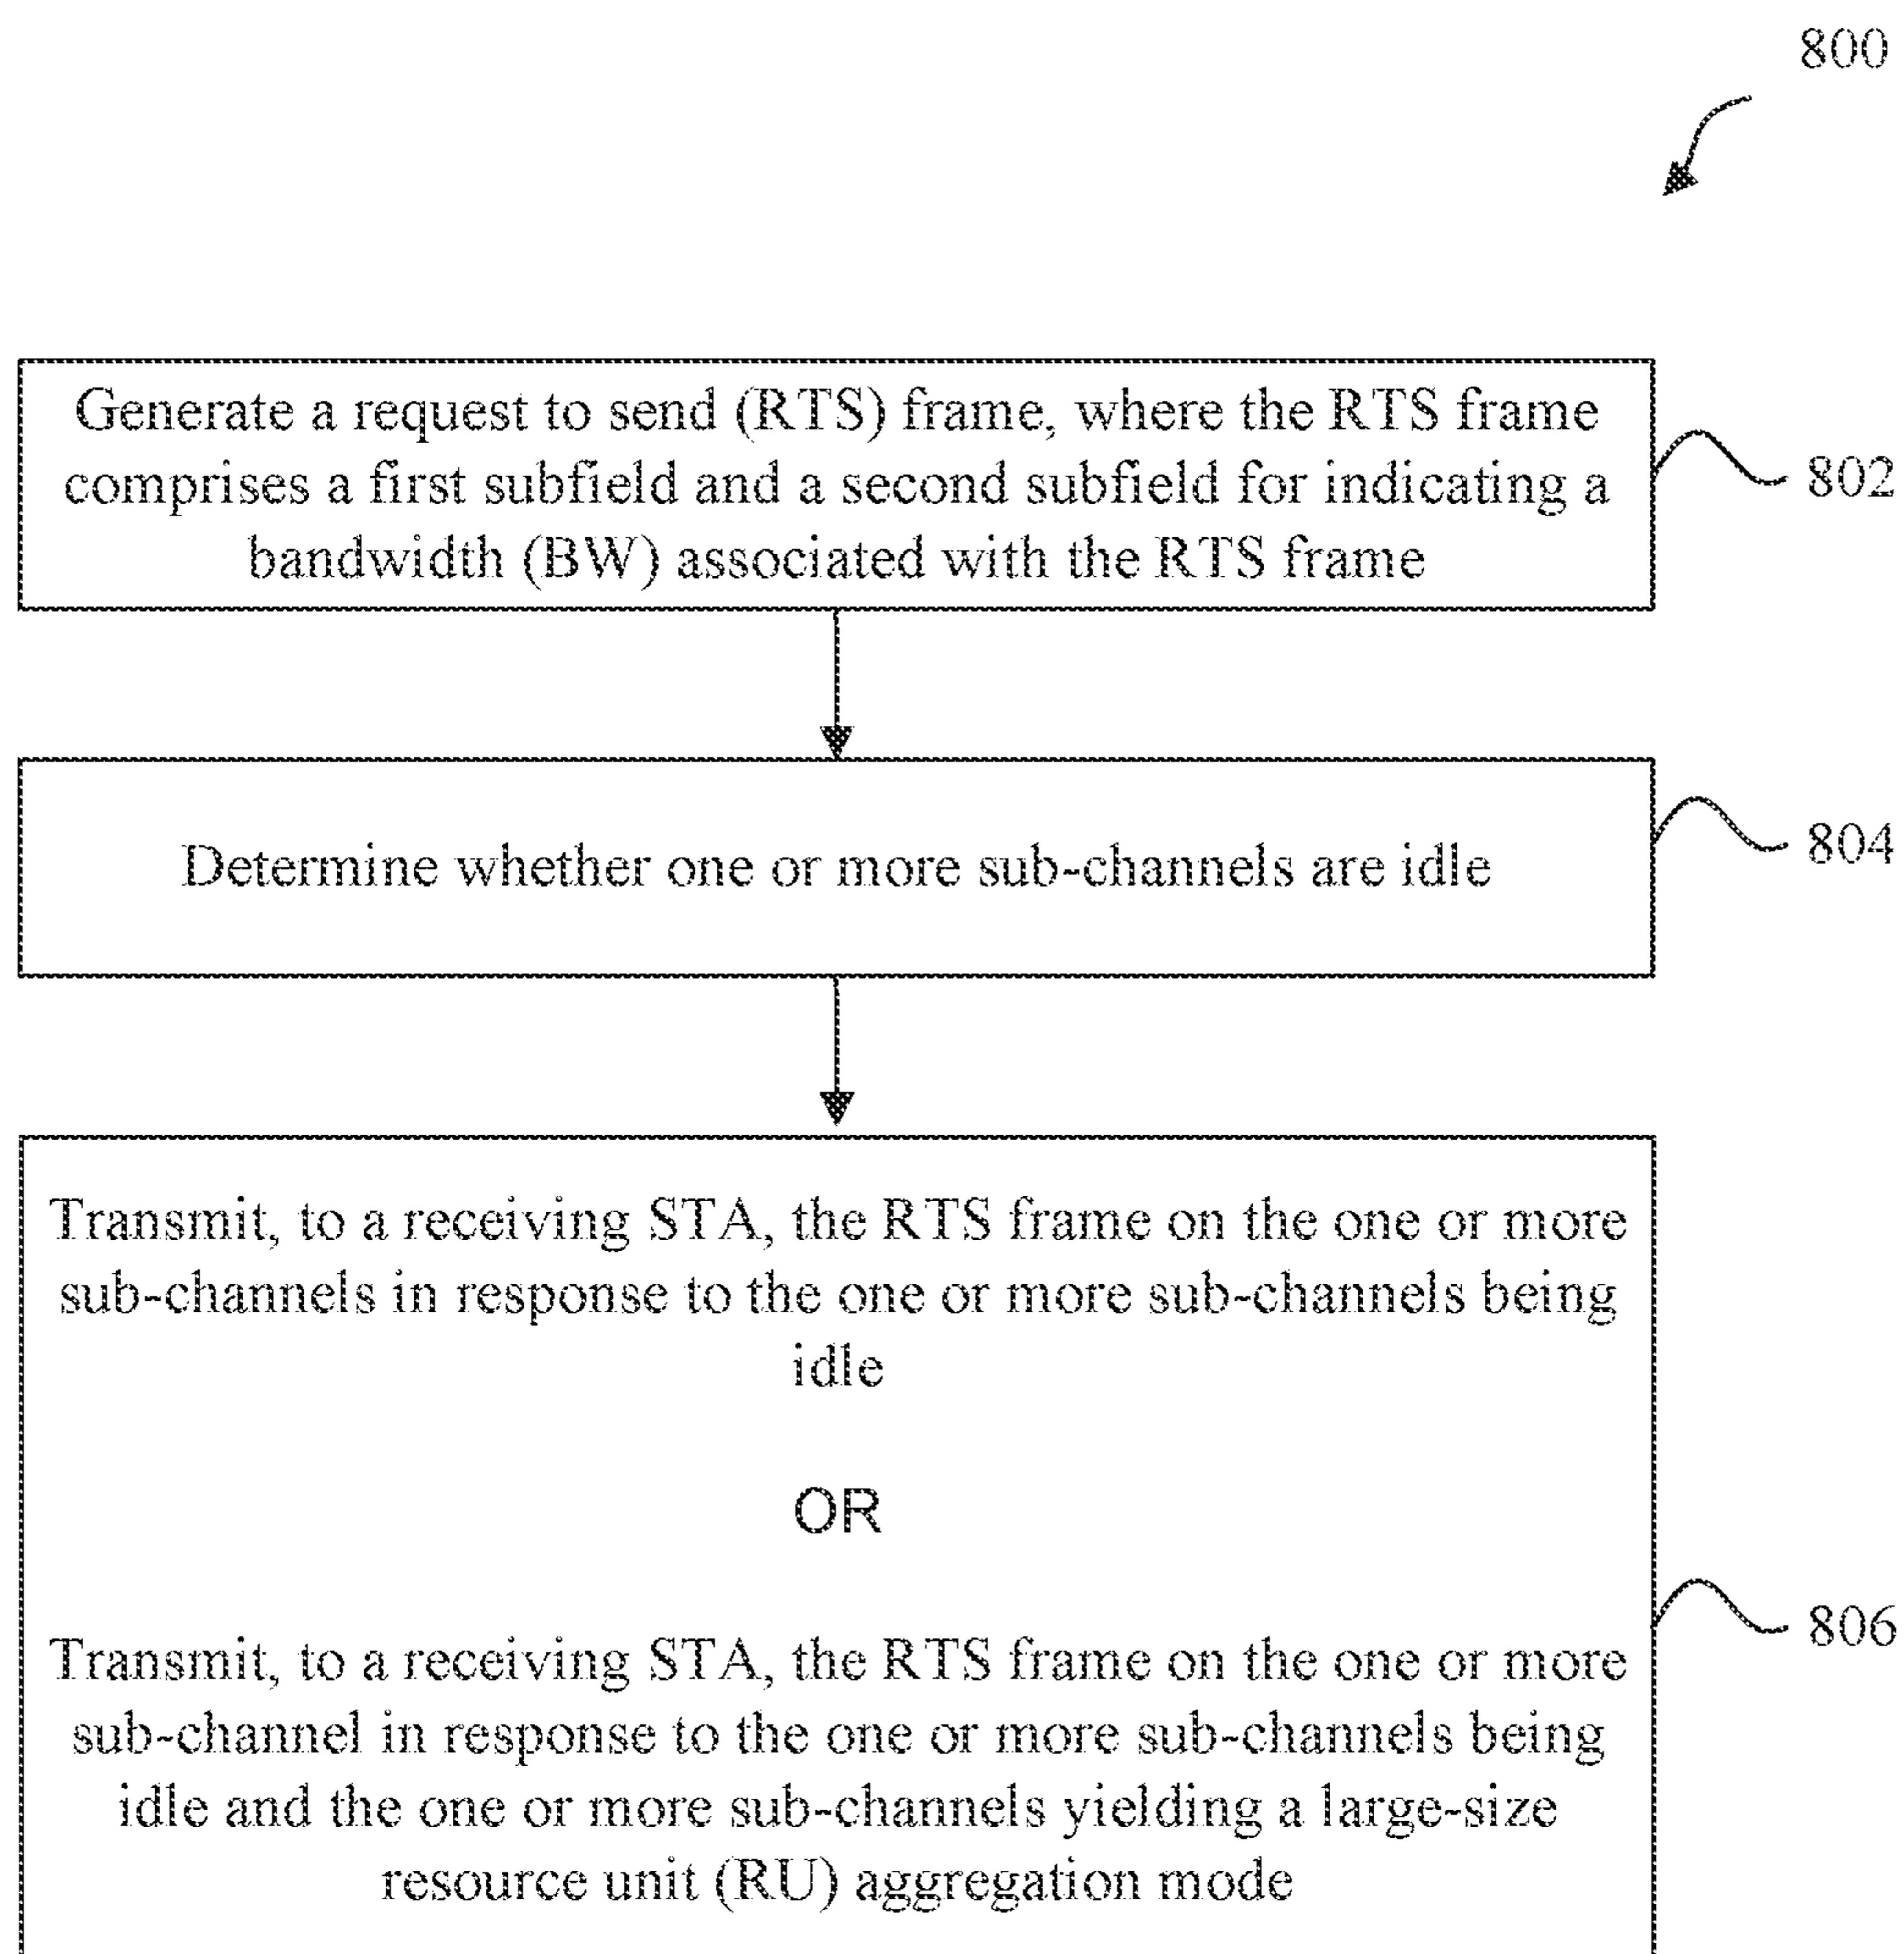 800
Generate a request to send (RTS) frame, where the RTS frame
comprises a first subfield and a second subfield for indicating a
bandwidth (BW) associated with the RTS frame
802
Determine whether one or more sub-channels are idle
804
Transmit, to a receiving STA, the RTS frame on the one or more
sub-channels in response to the one or more sub-channels being
idle
OR
Transmit, to a receiving STA, the RTS frame on the one or more
sub-channel in response to the one or more sub-channels being
idle and the one or more sub-channels yielding a large-size
resource unit (RU) aggregation mode
806